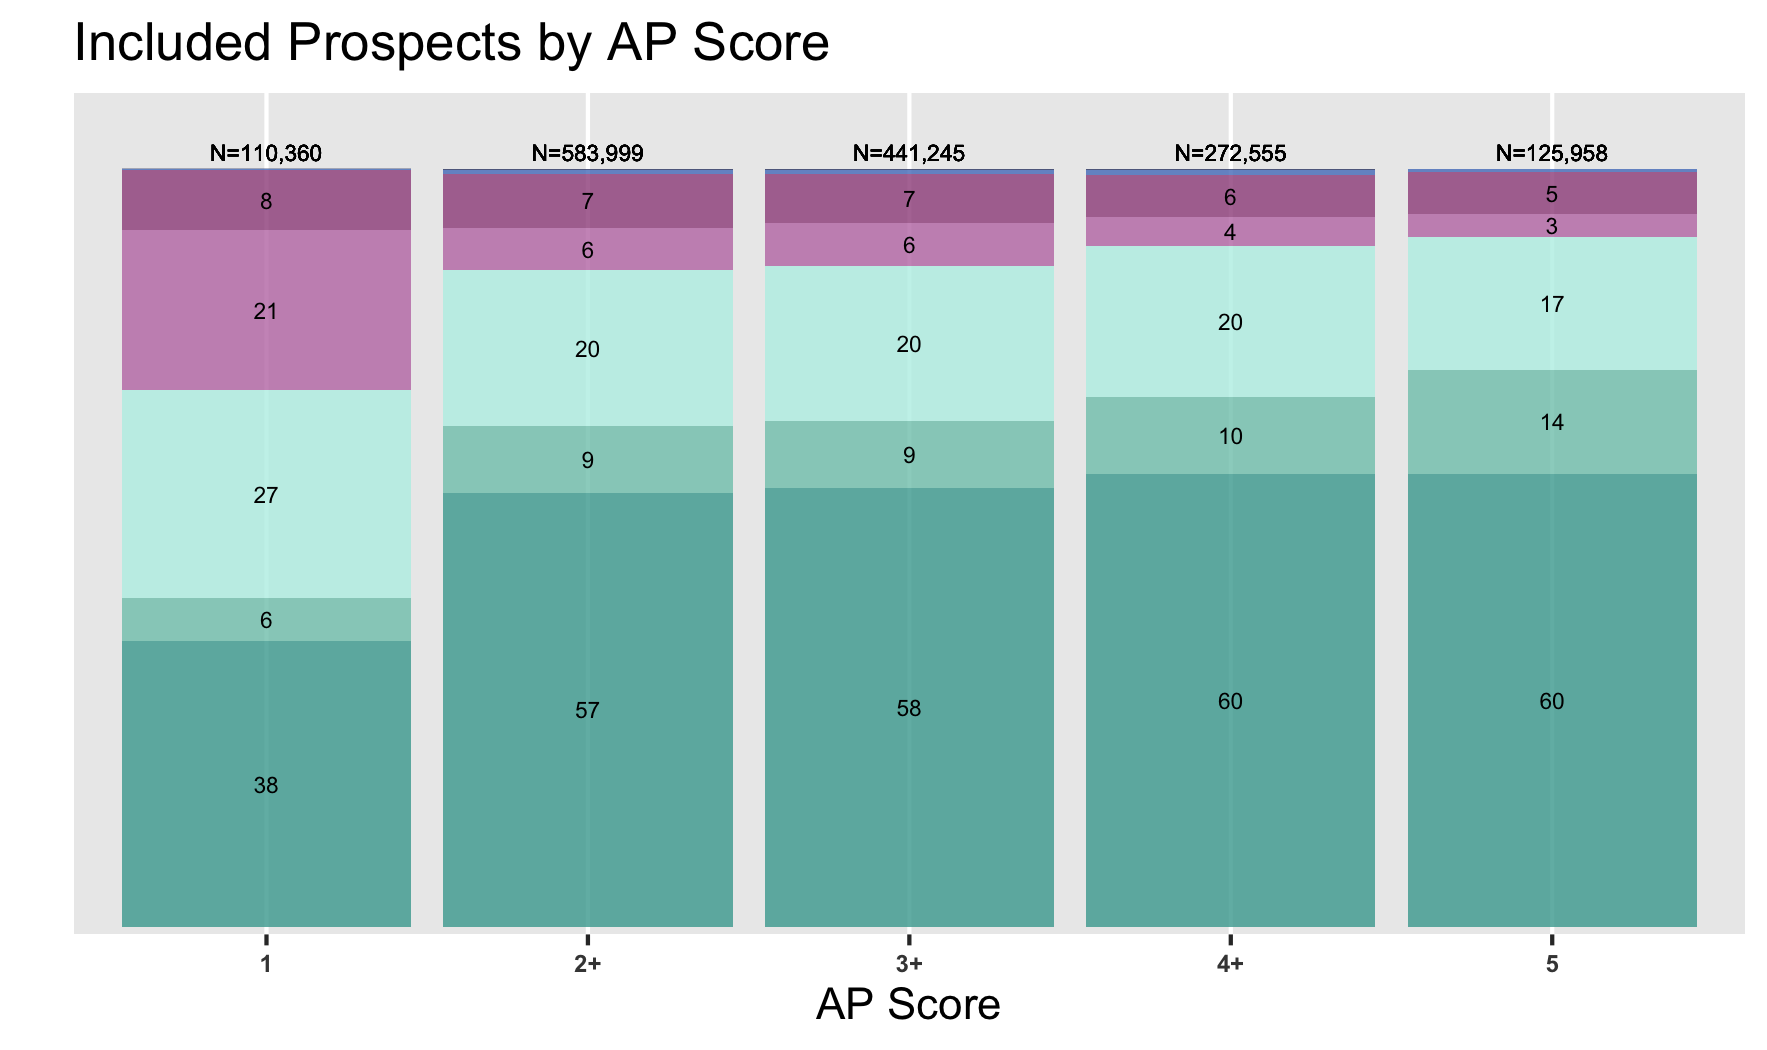 Included Prospects by AP Score
N=110,360 N=583,999 N=441,245 N=272,555 N=125,958
8 7 7 6 5
21 6 6 4 3
27 20 20 20 17
6 9 9 10 14
38 57 58 60 60
1 2+ 3+ 4+ 5
AP Score